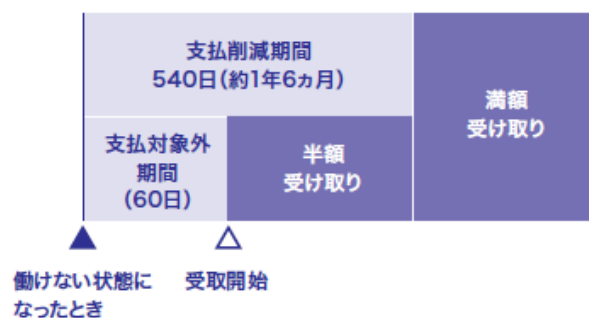 支払削減期間
540日(約1年6ヵ月)
満額
受け取り
支払対象外
期間
(60日)
半額
受け取り
働けない状態に
なったとき
受取開始